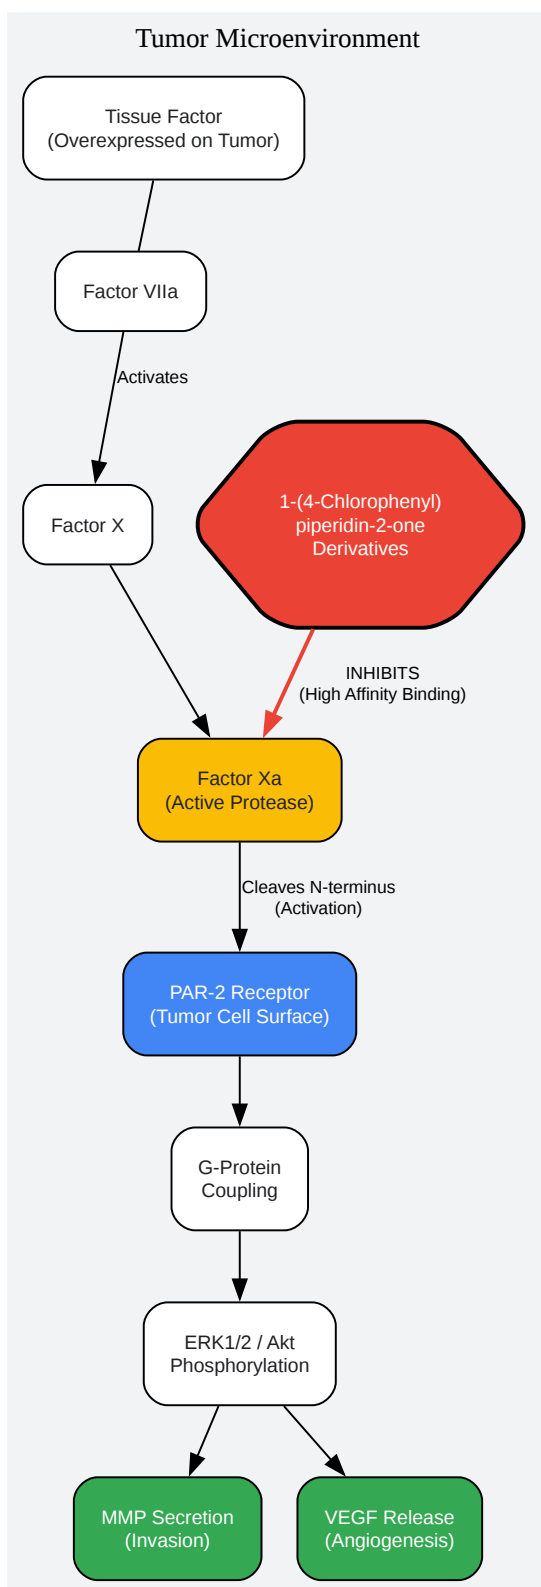 Tumor Microenvironment
Tissue Factor
(Overexpressed on Tumor)
Factor VIIa
Activates
Factor X
1-(4-Chlorophenyl)
piperidin-2-one
Derivatives
INHIBITS
(High Affinity Binding)
Factor Xa
(Active Protease)
Cleaves N-terminus
(Activation)
PAR-2 Receptor
(Tumor Cell Surface)
G-Protein
Coupling
ERK1/2 / Akt
Phosphorylation
MMP Secretion
(Invasion)
VEGF Release
(Angiogenesis)